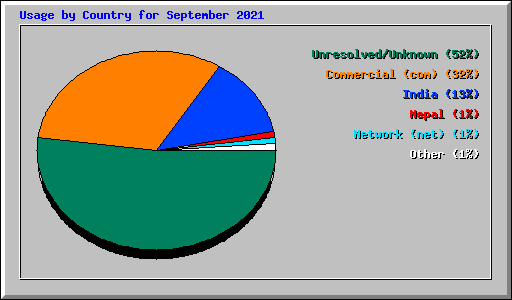 Usage by Country for September 2021
Unresolved/Unknown (52%)
Commercial (com) (32%)
India (13%)
Nepal (1%)
Network (net) (1%)
Other (1%)